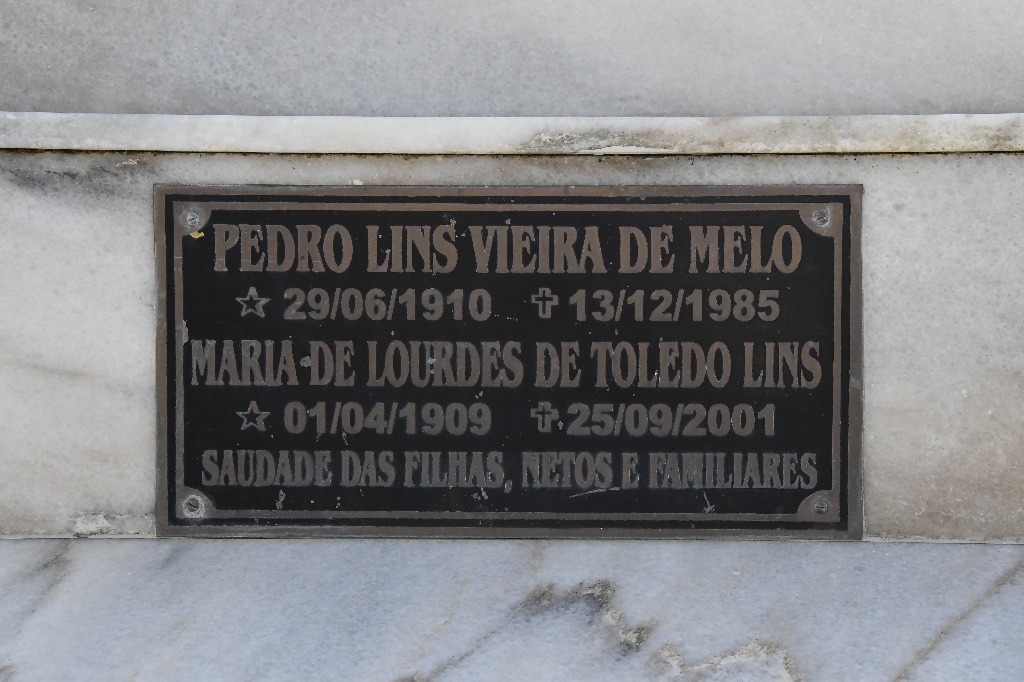 PEDRO LINS VIEIRA DE MELO
☆ 29/06/1910 ✝ 13/12/1985
MARIA DE LOURDES DE TOLEDO LINS
☆ 01/04/1909 ✝ 25/09/2001
SAUDADE DAS FILHAS, NETOS E FAMILIARES